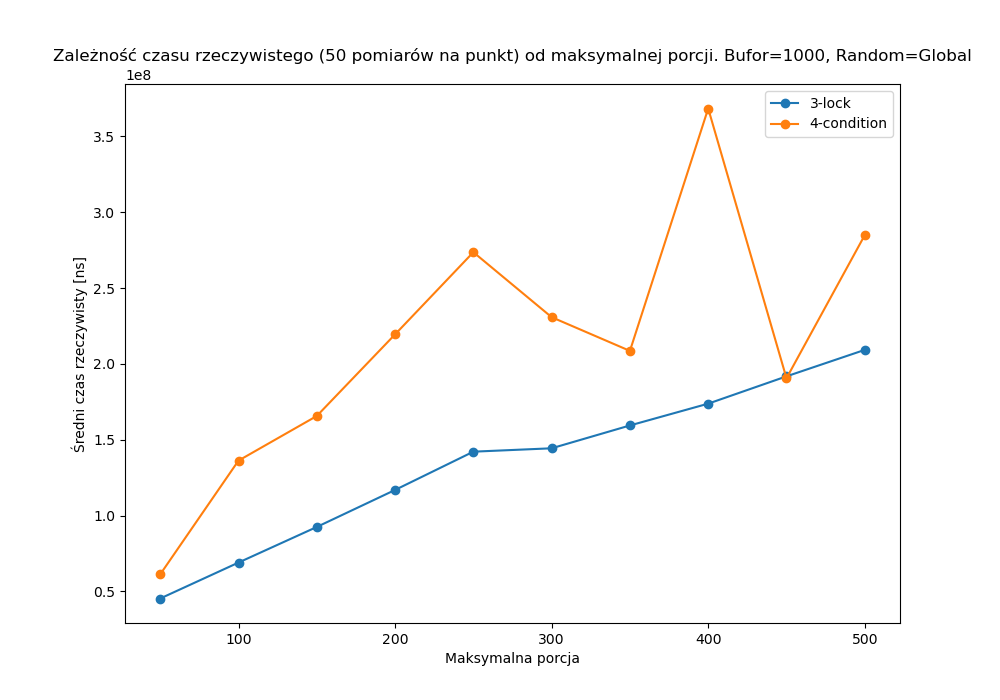 Zależność czasu rzeczywistego (50 pomiarów na punkt) od maksymalnej porcji. Bufor=1000, Random=Global
1e8
3-lock
4-condition
3.5
3.0
2.5
2.0
1.5
1.0
0.5
Średni czas rzeczywisty [ns]
100
200
300
400
500
Maksymalna porcja